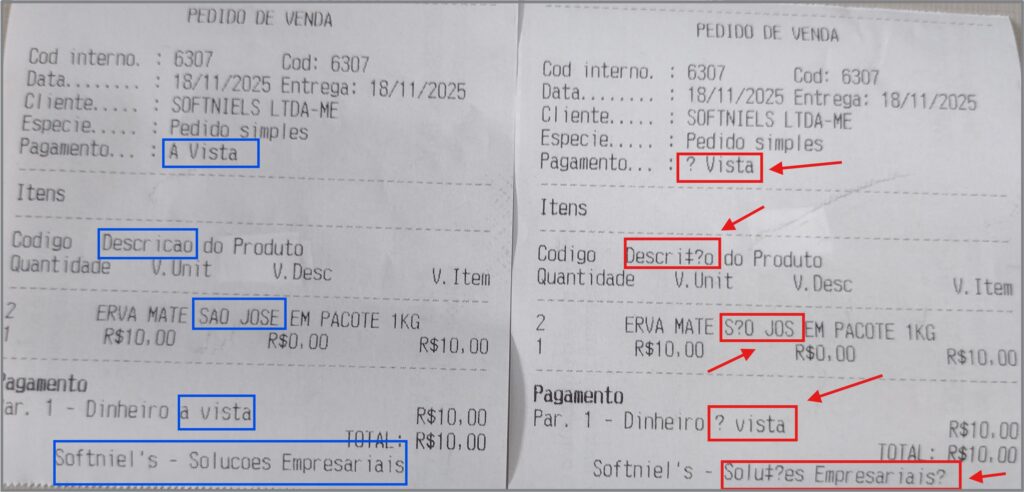 PEDIDO DE VENDA
Cod interno. : 6307 Cod: 6307
Data........ : 18/11/2025 Entrega: 18/11/2025
Cliente..... : SOFTNIELS LTDA-ME
Especie..... : Pedido simples
Pagamento... : A Vista
Itens
Codigo Descricao do Produto
Quantidade V.Unit V.Desc V.Item
2 ERVA MATE SAO JOSE EM PACOTE 1KG
1 R$10,00 R$0,00 R$10,00
Pagamento
Par. 1 - Dinheiro a vista R$10,00
TOTAL: R$10,00
Softniel's - Solucoes Empresariais
PEDIDO DE VENDA
Cod interno. : 6307 Cod: 6307
Data........ : 18/11/2025 Entrega: 18/11/2025
Cliente..... : SOFTNIELS LTDA-ME
Especie..... : Pedido simples
Pagamento... : ? Vista
Itens
Codigo Descri‡?o do Produto
Quantidade V.Unit V.Desc V.Item
2 ERVA MATE S?O JOS EM PACOTE 1KG
1 R$10,00 R$0,00 R$10,00
Pagamento
Par. 1 - Dinheiro ? vista R$10,00
TOTAL: R$10,00
Softniel's - Solu‡?es Empresariais?